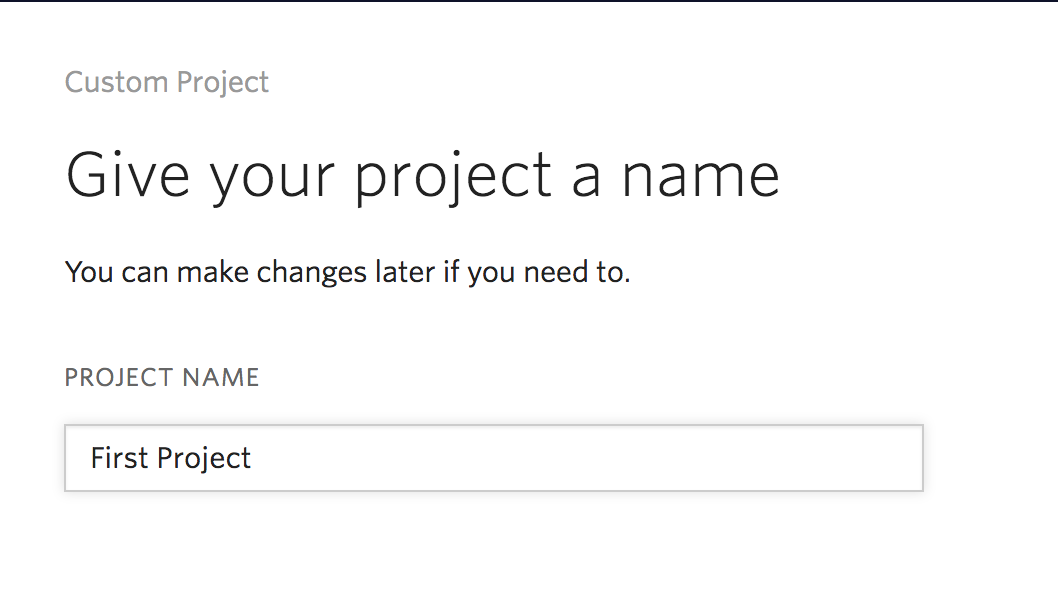 Custom Project
Give your project a name
You can make changes later if you need to.
PROJECT NAME
First Project